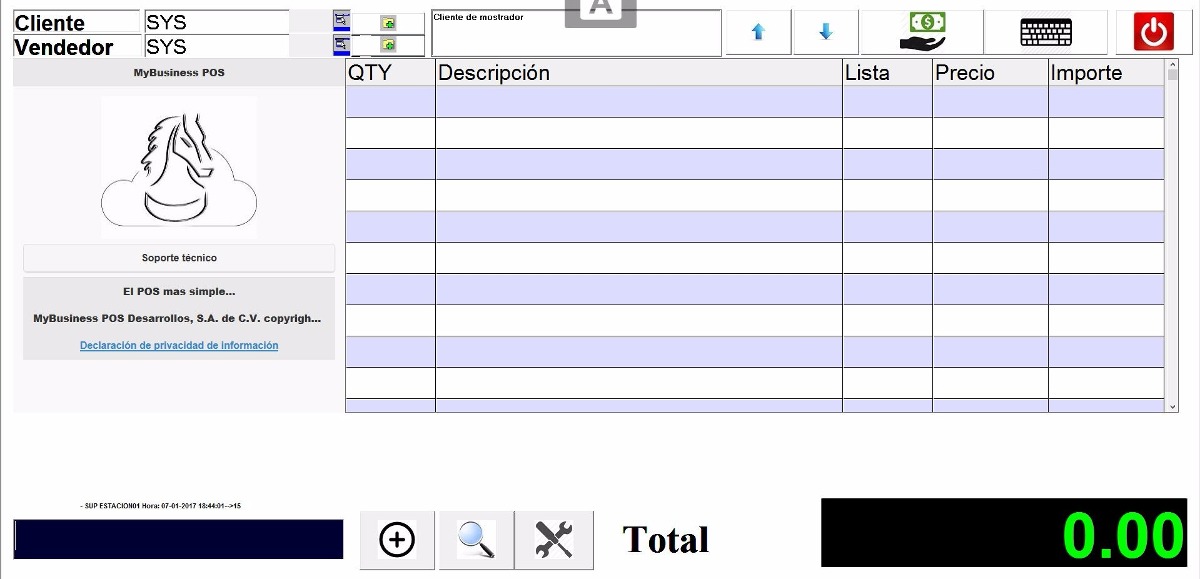 Cliente SYS Cliente de mostrador A
Vendedor SYS
MyBusiness POS
QTY Descripción Lista Precio Importe
Soporte técnico
El POS mas simple...
MyBusiness POS Desarrollos, S.A. de C.V. copyrigh...
Declaración de privacidad de información
- SUP ESTACION01 Hora: 07-01-2017 18:44:01-->15
Total 0.00